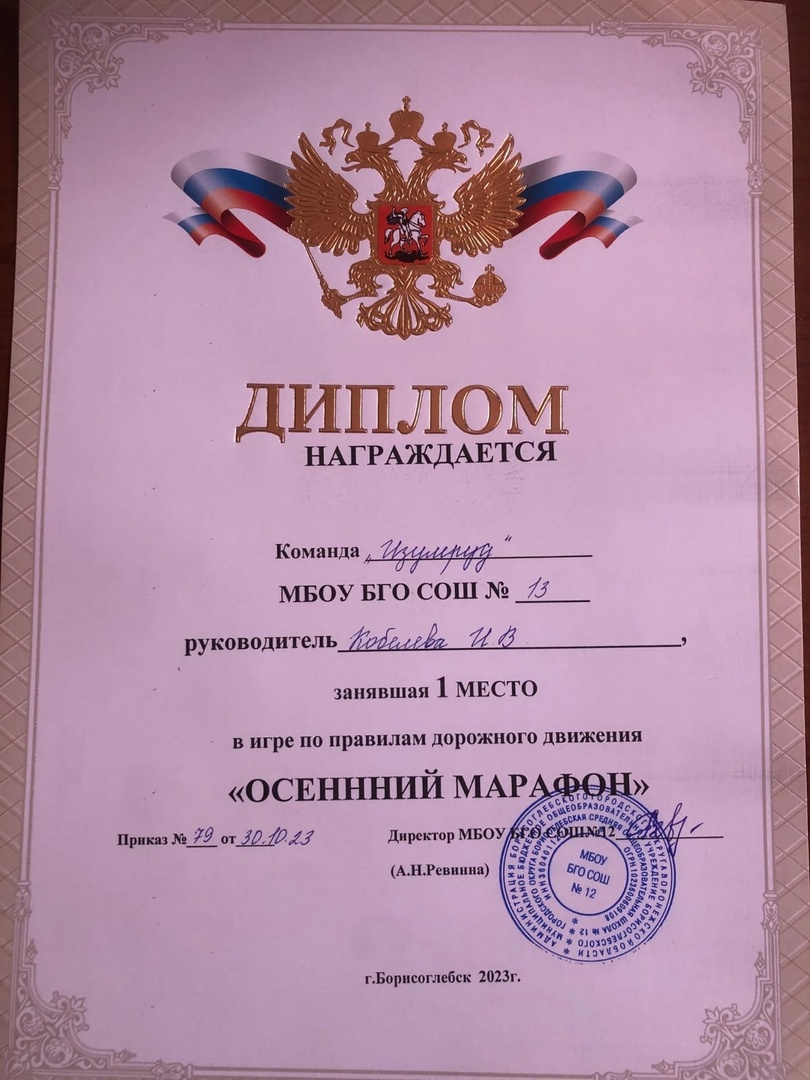 ДИПЛОМ
НАГРАЖДАЕТСЯ
Команда „Изумруд“
МБОУ БГО СОШ № 13
руководитель Кобелева И.В.,
занявшая 1 МЕСТО
в игре по правилам дорожного движения
«ОСЕНННИЙ МАРАФОН»
Приказ № 79 от 30.10.23 Директор МБОУ БГО СОШ №12
(А.Н.Ревинна)
МБОУ
БГО СОШ
№ 12
г.Борисоглебск 2023г.